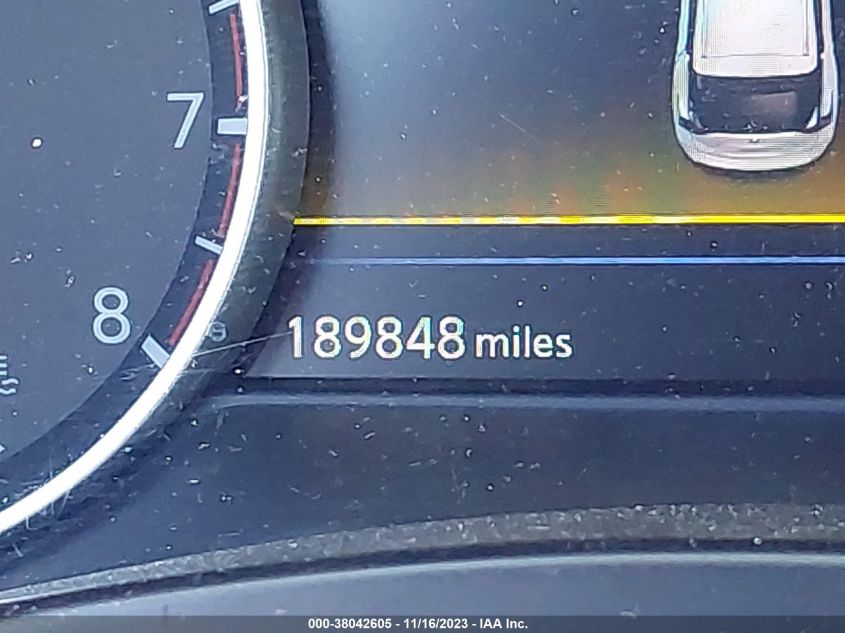 7
8
189848 miles
000-38042605 - 11/16/2023 - IAA Inc.